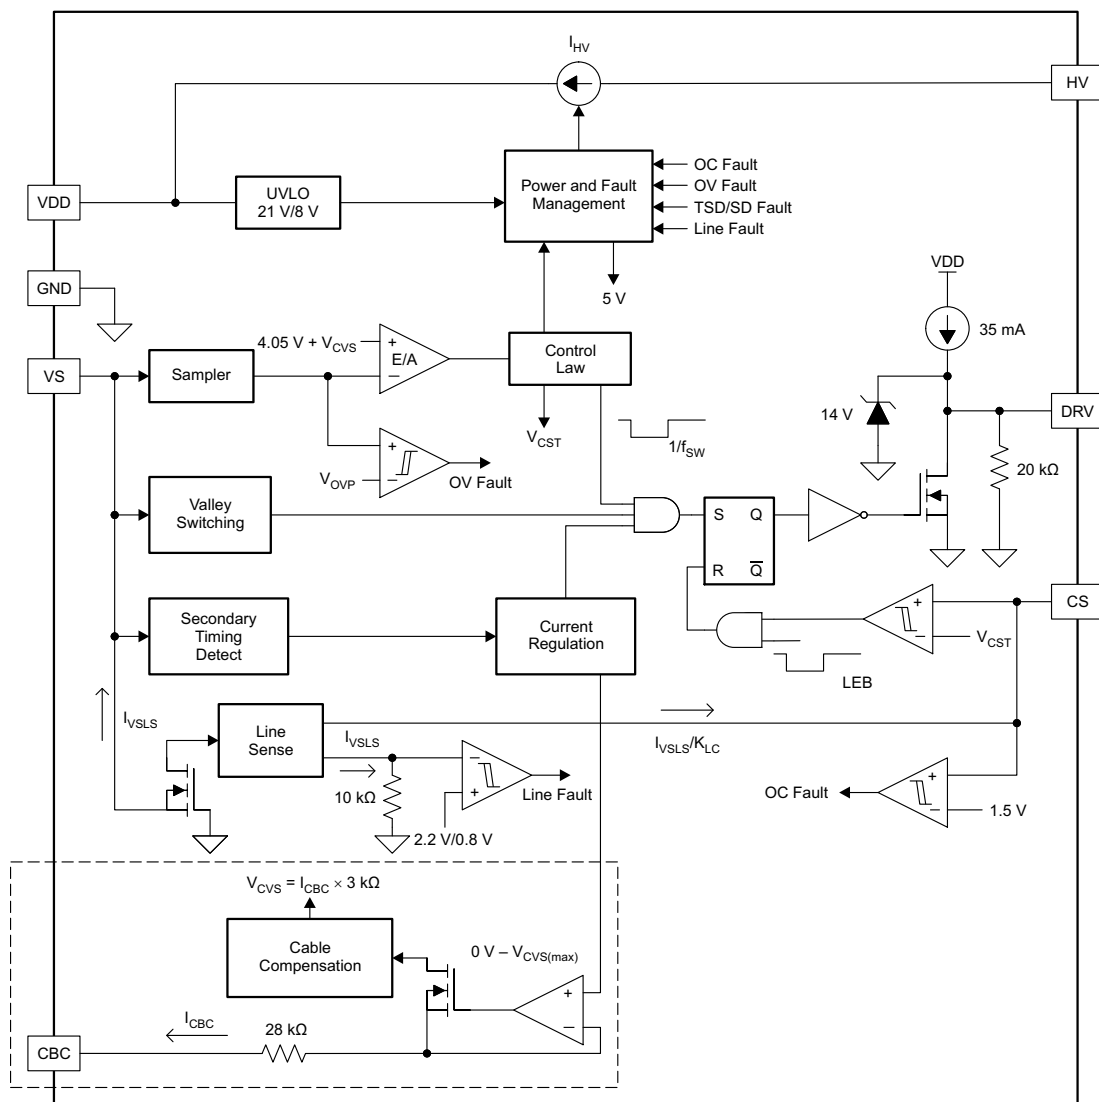 I_HV
HV
OC Fault
OV Fault
TSD/SD Fault
Line Fault
Power and Fault
Management
UVLO
21 V/8 V
VDD
5 V
GND
VDD
35 mA
4.05 V + V_CVS
+
E/A
−
Control
Law
VS
Sampler
14 V
DRV
V_CST
1/f_SW
20 kΩ
+
V_OVP
−
OV Fault
Valley
Switching
S
Q
R
Q̅
Secondary
Timing
Detect
Current
Regulation
+
−
V_CST
CS
LEB
I_VSLS
Line
Sense
I_VSLS
I_VSLS/K_LC
−
+
10 kΩ
Line Fault
2.2 V/0.8 V
OC Fault
+
−
1.5 V
V_CVS = I_CBC × 3 kΩ
Cable
Compensation
0 V – V_CVS(max)
+
−
I_CBC
28 kΩ
CBC